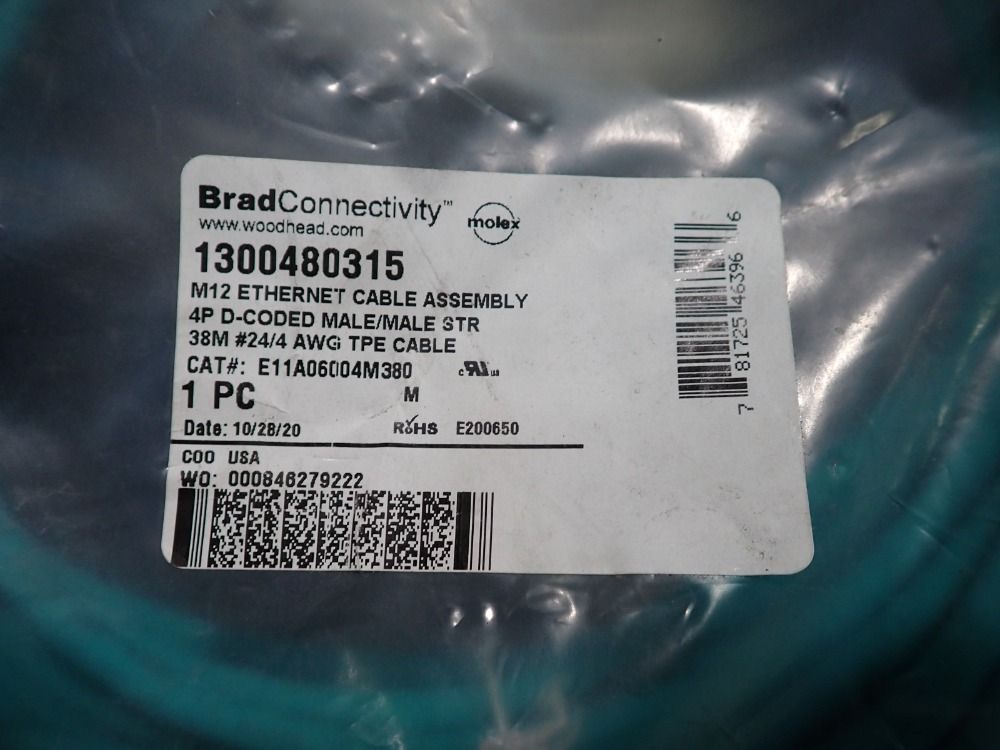 BradConnectivity™
molex
www.woodhead.com
1300480315
M12 ETHERNET CABLE ASSEMBLY
4P D-CODED MALE/MALE STR
38M #24/4 AWG TPE CABLE
CAT#: E11A06004M380
c RU us
1 PC M
Date: 10/28/20 RoHS E200650
COO USA
WO: 000846279222
7 81725 46396 6